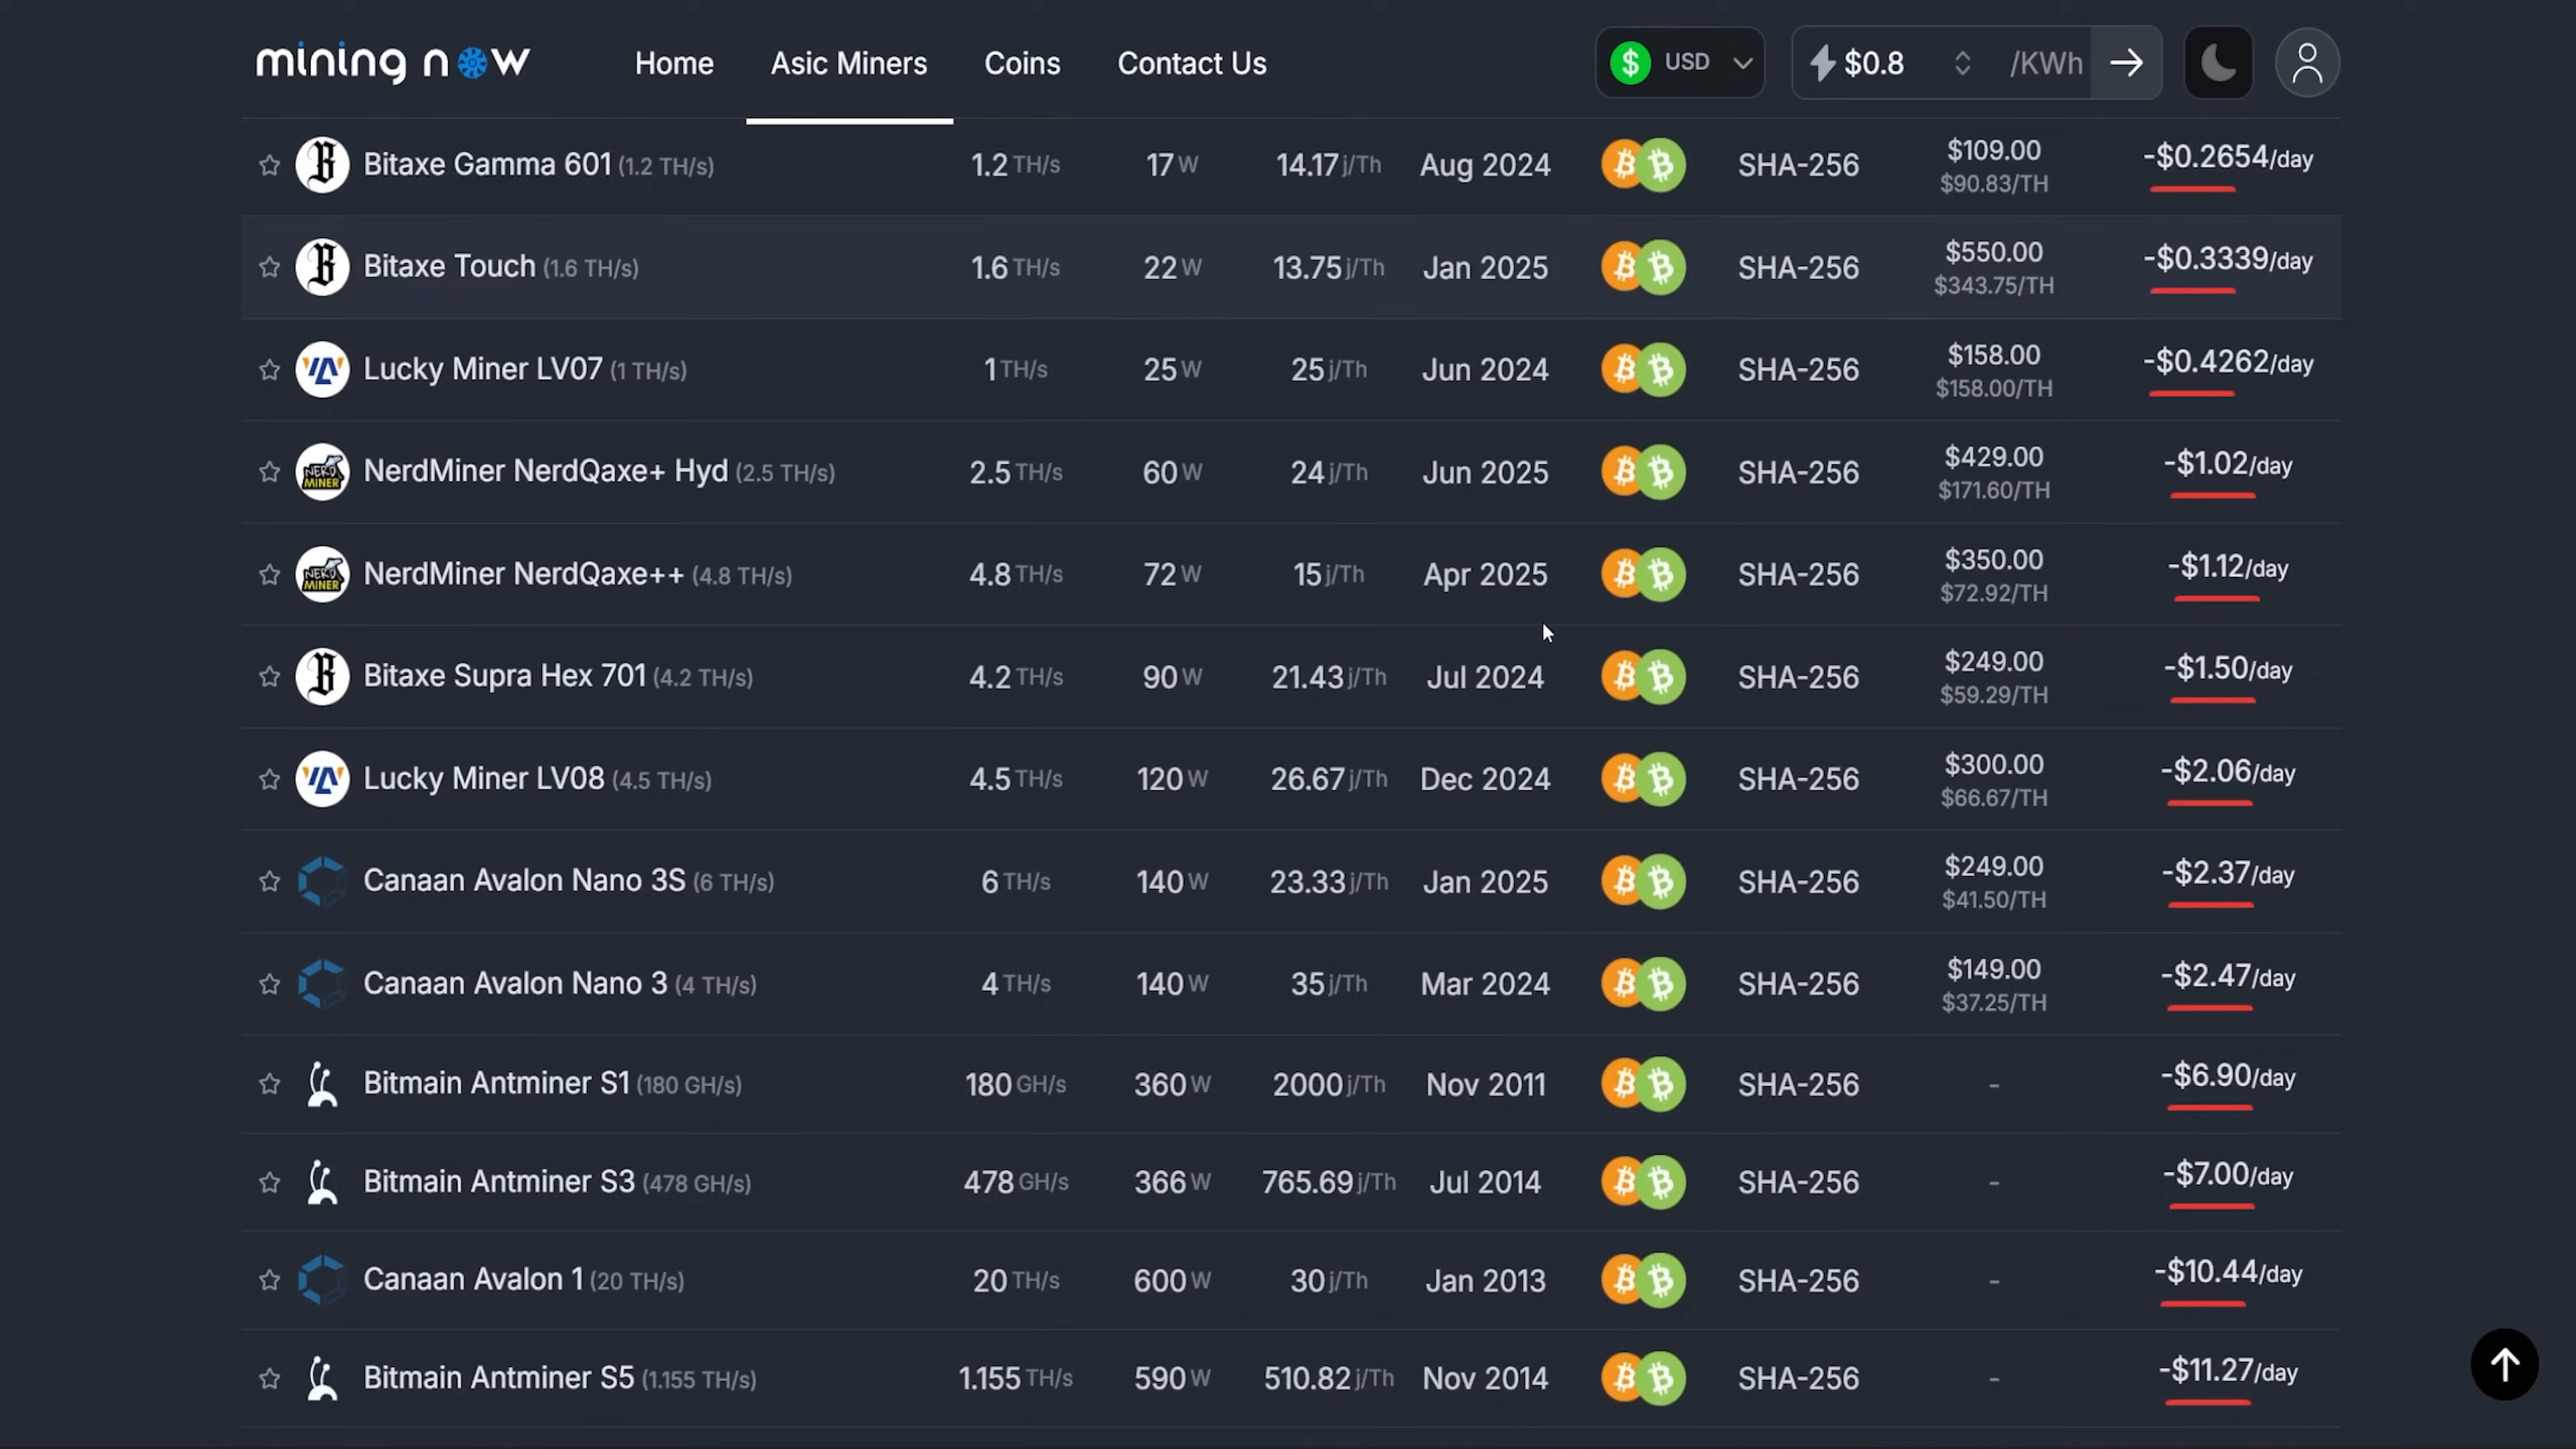 mining now Home Asic Miners Coins Contact Us $ USD $0.8 /KWh
Bitaxe Gamma 601 (1.2 TH/s) 1.2 TH/s 17 W 14.17 j/Th Aug 2024 SHA-256 $109.00 -$0.2654/day
$90.83/TH
Bitaxe Touch (1.6 TH/s) 1.6 TH/s 22 W 13.75 j/Th Jan 2025 SHA-256 $550.00 -$0.3339/day
$343.75/TH
Lucky Miner LV07 (1 TH/s) 1 TH/s 25 W 25 j/Th Jun 2024 SHA-256 $158.00 -$0.4262/day
$158.00/TH
NERD MINER NerdMiner NerdQaxe+ Hyd (2.5 TH/s) 2.5 TH/s 60 W 24 j/Th Jun 2025 SHA-256 $429.00 -$1.02/day
$171.60/TH
NERD MINER NerdMiner NerdQaxe++ (4.8 TH/s) 4.8 TH/s 72 W 15 j/Th Apr 2025 SHA-256 $350.00 -$1.12/day
$72.92/TH
Bitaxe Supra Hex 701 (4.2 TH/s) 4.2 TH/s 90 W 21.43 j/Th Jul 2024 SHA-256 $249.00 -$1.50/day
$59.29/TH
Lucky Miner LV08 (4.5 TH/s) 4.5 TH/s 120 W 26.67 j/Th Dec 2024 SHA-256 $300.00 -$2.06/day
$66.67/TH
Canaan Avalon Nano 3S (6 TH/s) 6 TH/s 140 W 23.33 j/Th Jan 2025 SHA-256 $249.00 -$2.37/day
$41.50/TH
Canaan Avalon Nano 3 (4 TH/s) 4 TH/s 140 W 35 j/Th Mar 2024 SHA-256 $149.00 -$2.47/day
$37.25/TH
Bitmain Antminer S1 (180 GH/s) 180 GH/s 360 W 2000 j/Th Nov 2011 SHA-256 - -$6.90/day
Bitmain Antminer S3 (478 GH/s) 478 GH/s 366 W 765.69 j/Th Jul 2014 SHA-256 - -$7.00/day
Canaan Avalon 1 (20 TH/s) 20 TH/s 600 W 30 j/Th Jan 2013 SHA-256 - -$10.44/day
Bitmain Antminer S5 (1.155 TH/s) 1.155 TH/s 590 W 510.82 j/Th Nov 2014 SHA-256 - -$11.27/day